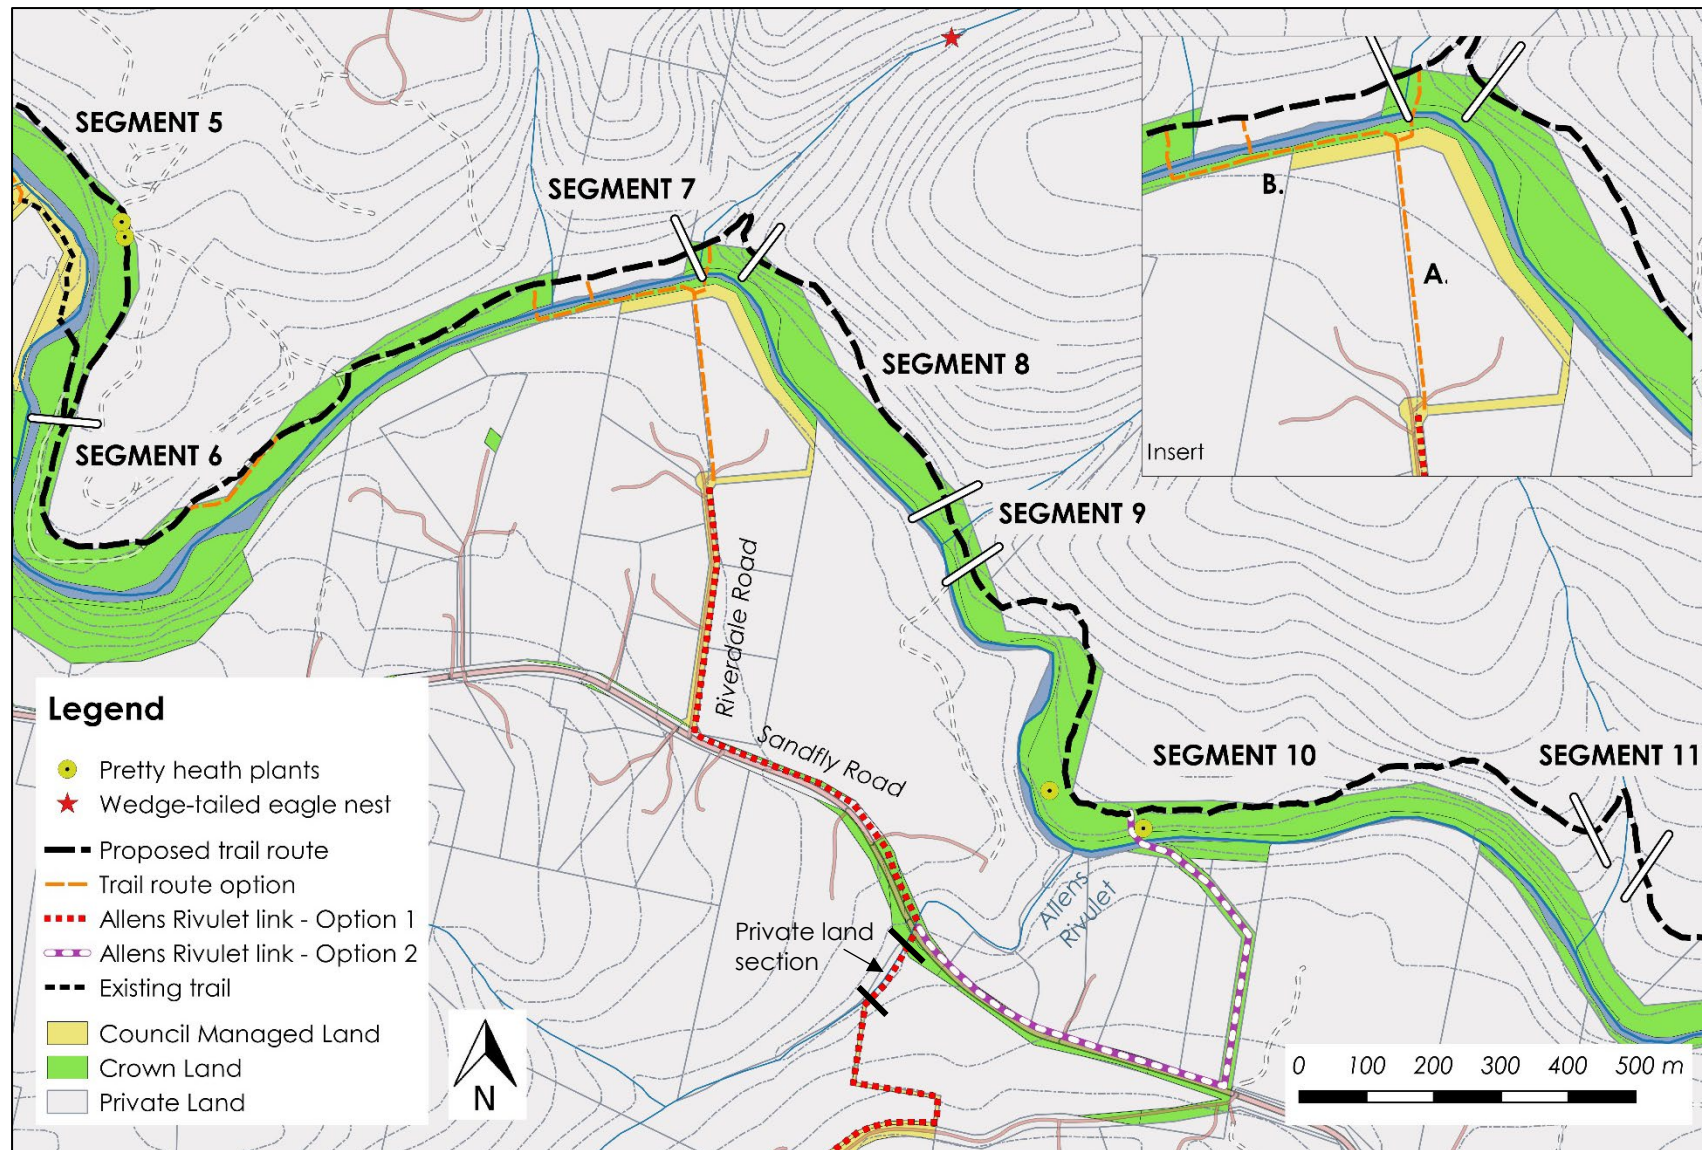 SEGMENT 5
SEGMENT 7
B.
A.
Insert
SEGMENT 8
SEGMENT 6
SEGMENT 9
Riverdale Road
Sandfly Road
SEGMENT 10
SEGMENT 11
Allens
Rivulet
Private land
section
Legend
Pretty heath plants
Wedge-tailed eagle nest
Proposed trail route
Trail route option
Allens Rivulet link - Option 1
Allens Rivulet link - Option 2
Existing trail
Council Managed Land
Crown Land
Private Land
N
0 100 200 300 400 500 m